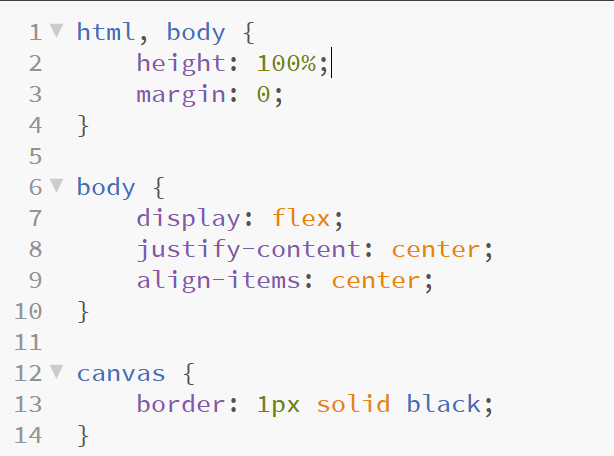 1 html, body {
2 height: 100%;
3 margin: 0;
4 }
5
6 body {
7 display: flex;
8 justify-content: center;
9 align-items: center;
10 }
11
12 canvas {
13 border: 1px solid black;
14 }